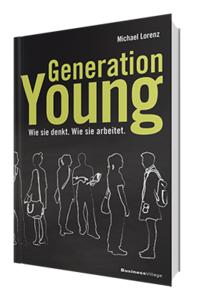 Michael Lorenz
Generation
Young
Wie sie denkt. Wie sie arbeitet.
BusinessVillage